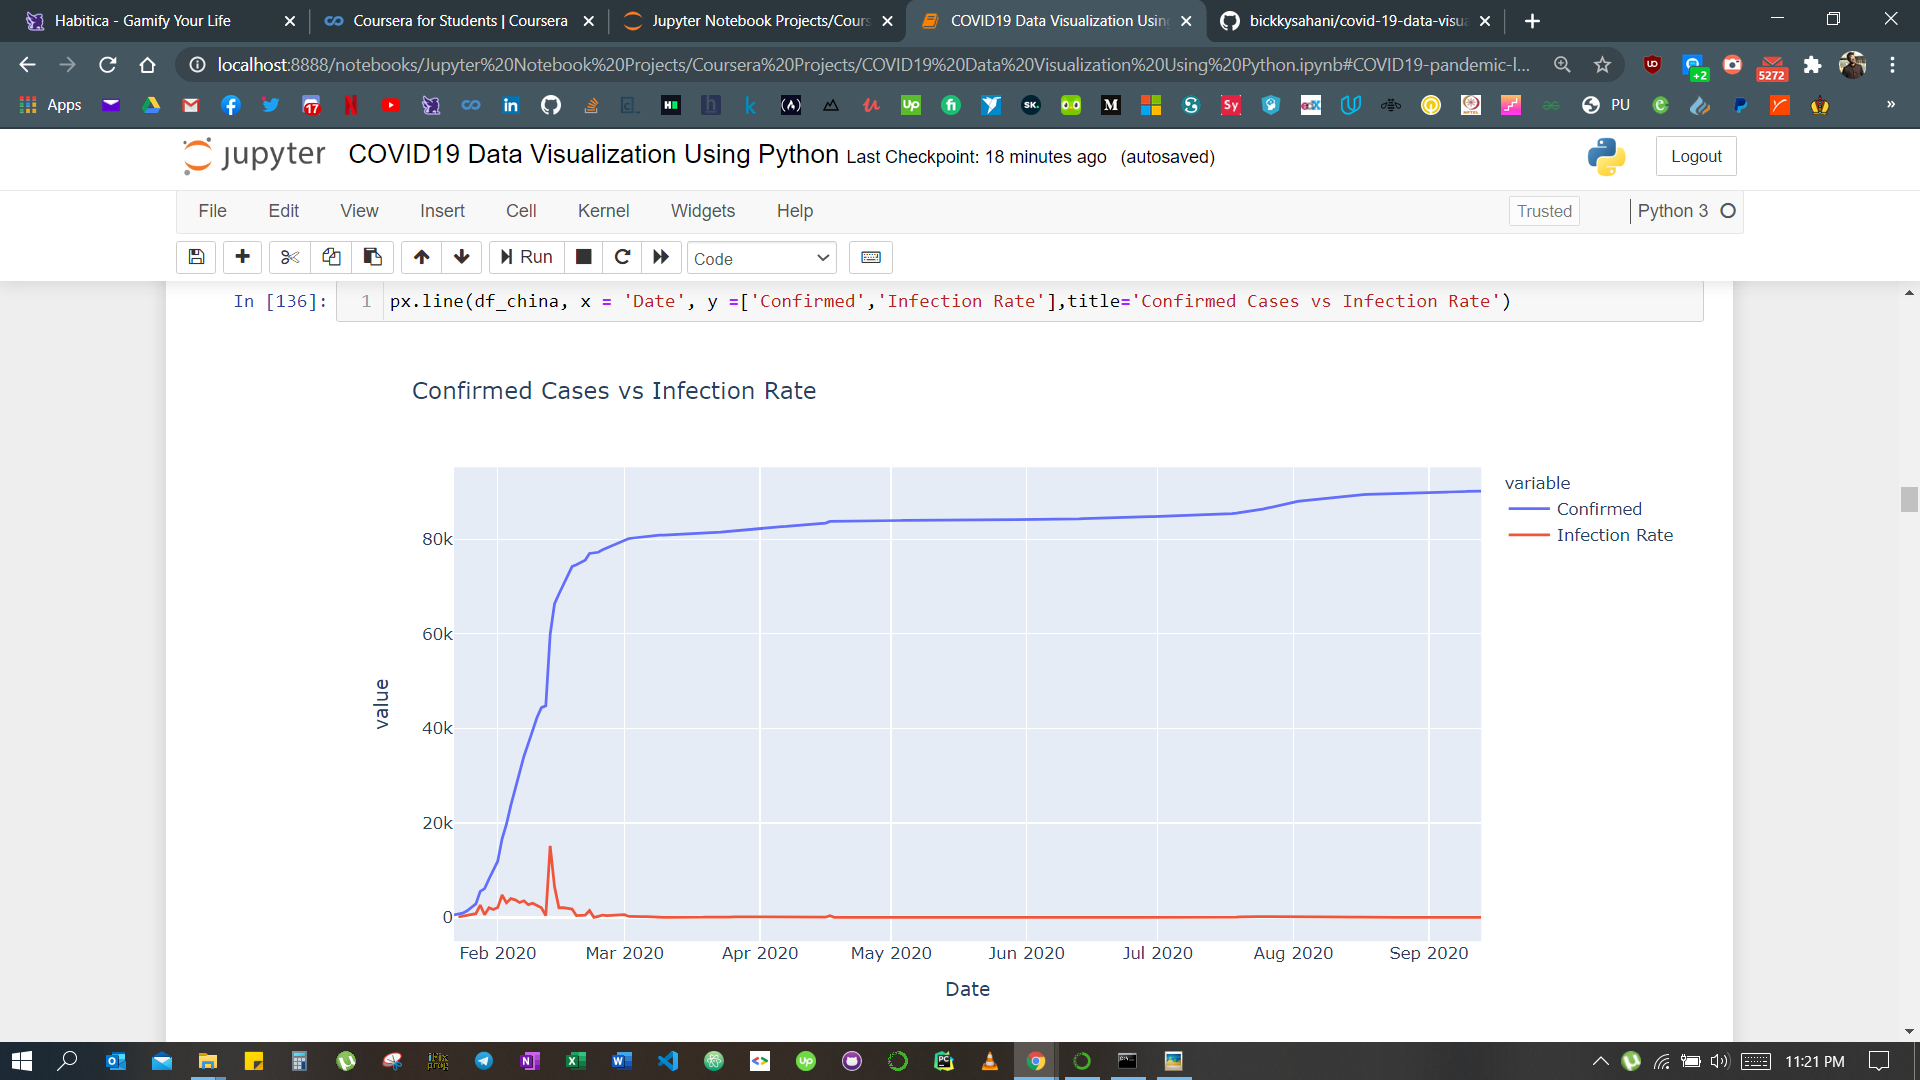 Habitica - Gamify Your Life
Coursera for Students | Coursera
Jupyter Notebook Projects/Cours
COVID19 Data Visualization Using
bickkysahani/covid-19-data-visua
localhost:8888/notebooks/Jupyter%20Notebook%20Projects/Coursera%20Projects/COVID19%20Data%20Visualization%20Using%20Python.ipynb#COVID19-pandemic-l...
+2
5272
Apps
17
PU
jupyter COVID19 Data Visualization Using Python Last Checkpoint: 18 minutes ago (autosaved)
Logout
File Edit View Insert Cell Kernel Widgets Help
Trusted
Python 3
Run
Code
In [136]: 1 px.line(df_china, x = 'Date', y =['Confirmed','Infection Rate'],title='Confirmed Cases vs Infection Rate')
Confirmed Cases vs Infection Rate
variable
Confirmed
Infection Rate
80k
60k
40k
20k
0
value
Feb 2020 Mar 2020 Apr 2020 May 2020 Jun 2020 Jul 2020 Aug 2020 Sep 2020
Date
11:21 PM